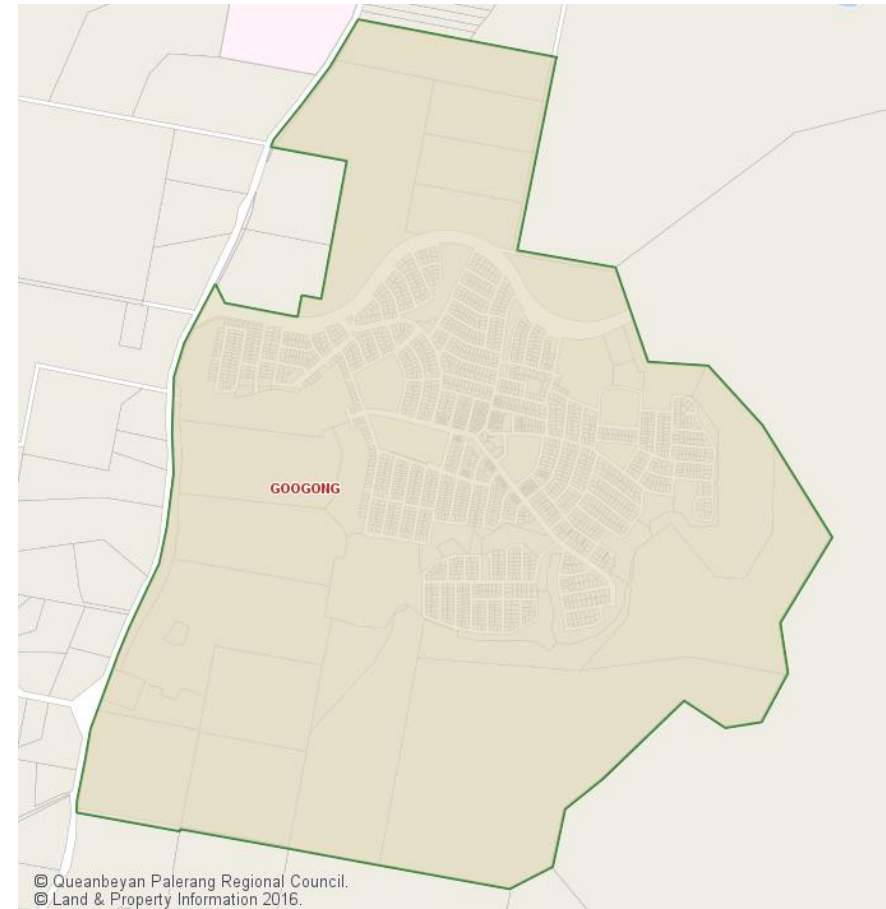 GOOGONG
© Queanbeyan Palerang Regional Council.
© Land & Property Information 2016.